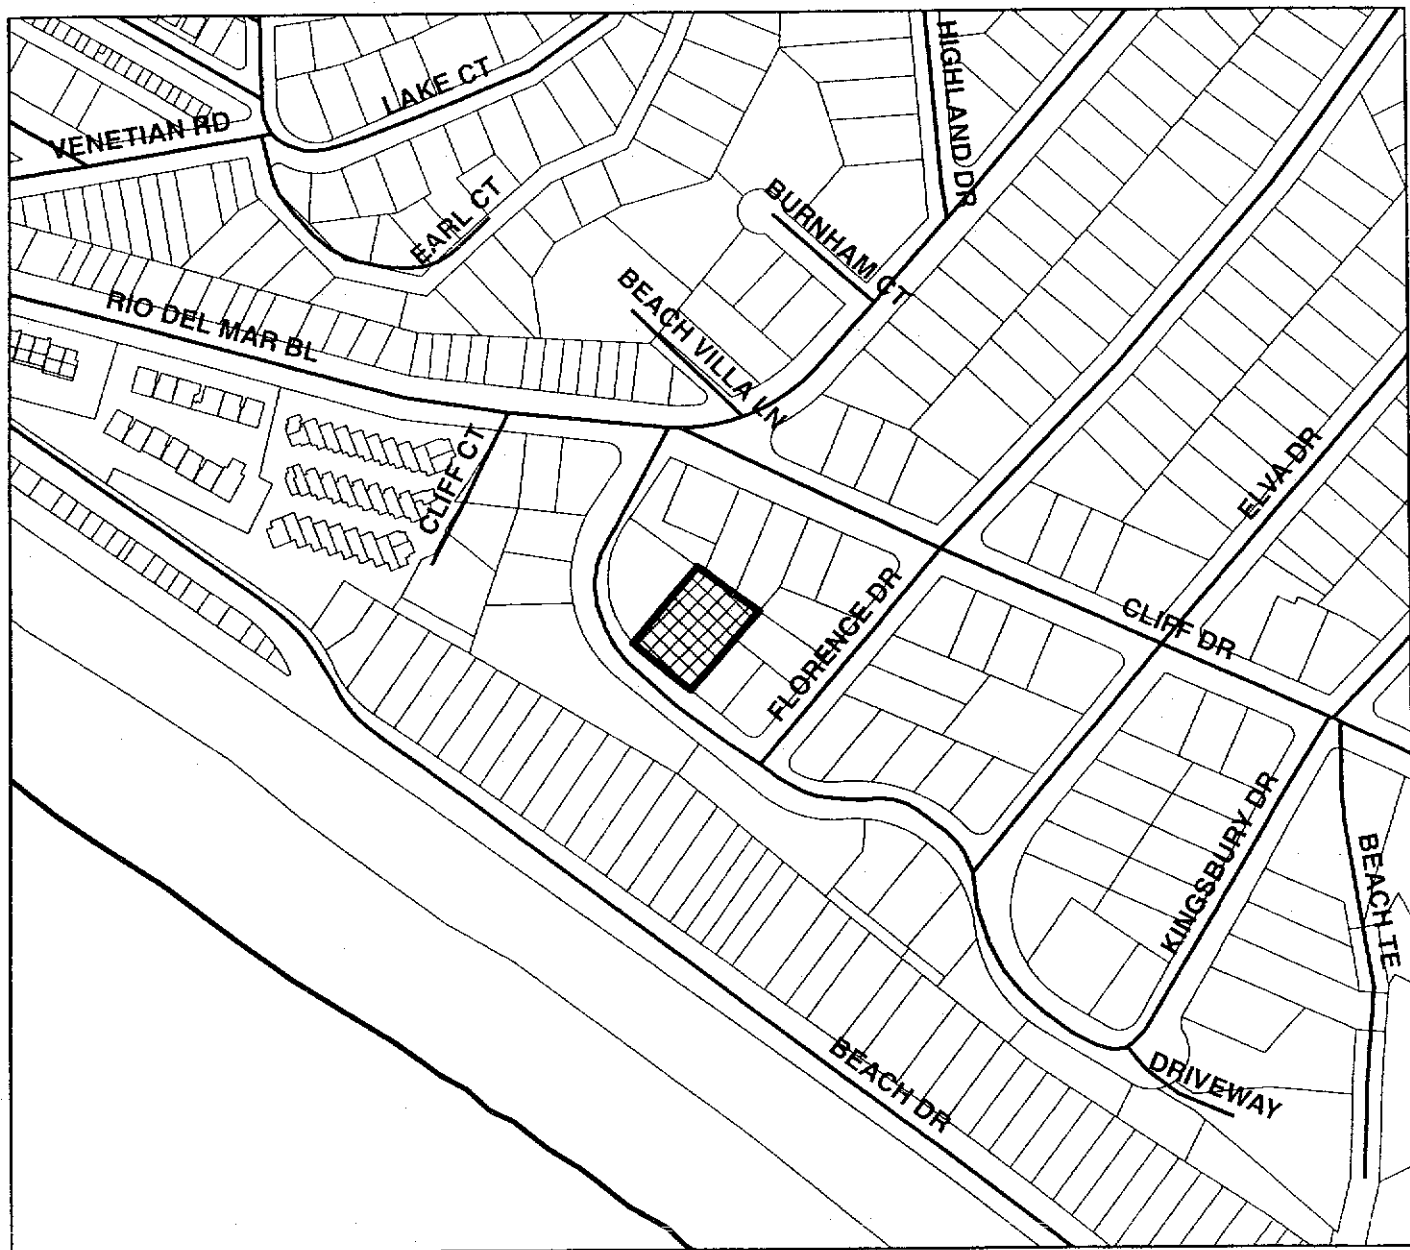 HIGHLAND DR
LAKE CT
VENETIAN RD
EARL CT
BURNHAM CT
BEACH VILLA LN
RIO DEL MAR BL
CLIFF CT
ELVA DR
FLORENCE DR
CLIFF DR
KINGSBURY DR
BEACH TE
BEACH DR
DRIVEWAY